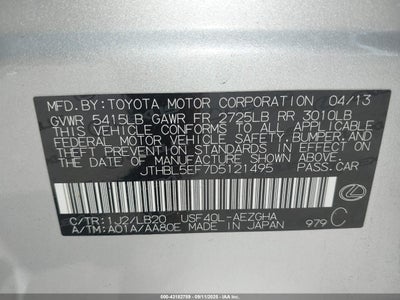 MFD.BY:TOYOTA MOTOR CORPORATION 04/13
GVWR 5415LB GAWR FR 2725LB RR 3010LB
THIS VEHICLE CONFORMS TO ALL APPLICABLE
FEDERAL MOTOR VEHICLE SAFETY, BUMPER, AND
THEFT PREVENTION STANDARDS IN EFFECT ON
THE DATE OF MANUFACTURE SHOWN ABOVE.
JTHBL5EF7D5121495 PASS.CAR
C/TR:1J2/LB20 USF40L-AEZGHA
A/TM:A01A/AA80E MADE IN JAPAN 979 C